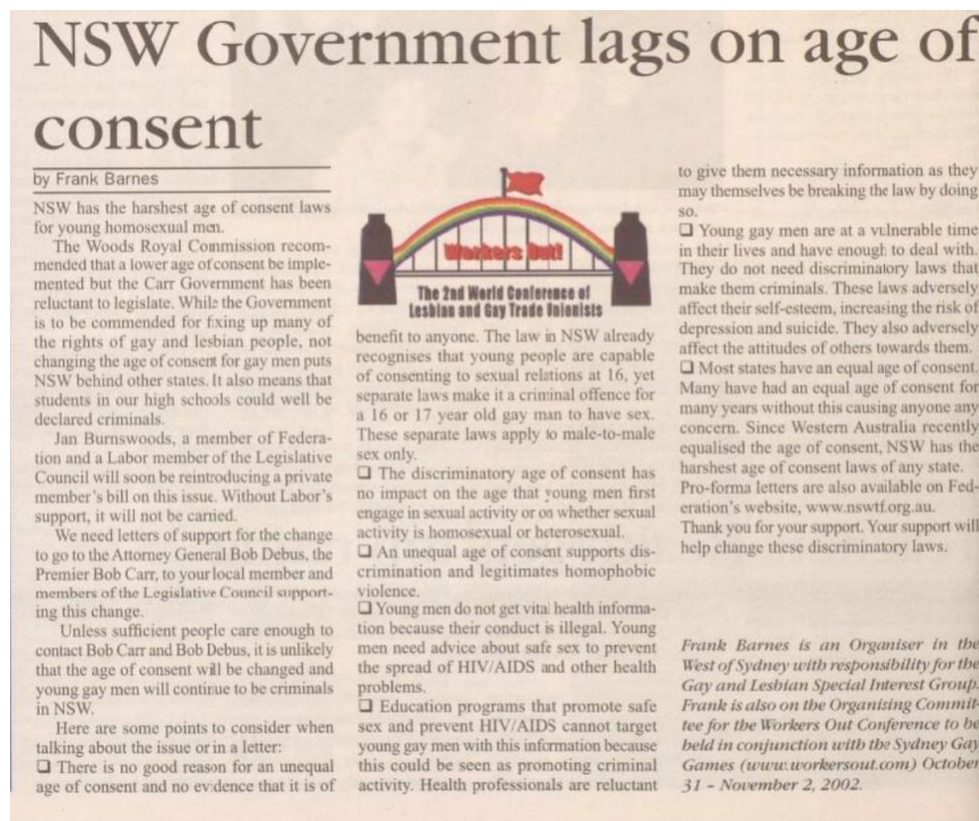 NSW Government lags on age of
consent
by Frank Barnes
NSW has the harshest age of consent laws
for young homosexual men.
The Woods Royal Commission recom-
mended that a lower age of consent be imple-
mented but the Carr Government has been
reluctant to legislate. While the Government
is to be commended for fixing up many of
the rights of gay and lesbian people, not
changing the age of consent for gay men puts
NSW behind other states. It also means that
students in our high schools could well be
declared criminals.
Jan Burnswoods, a member of Federa-
tion and a Labor member of the Legislative
Council will soon be reintroducing a private
member's bill on this issue. Without Labor's
support, it will not be carried.
We need letters of support for the change
to go to the Attorney General Bob Debus, the
Premier Bob Carr, to your local member and
members of the Legislative Council support-
ing this change.
Unless sufficient people care enough to
contact Bob Carr and Bob Debus, it is unlikely
that the age of consent will be changed and
young gay men will continue to be criminals
in NSW.
Here are some points to consider when
talking about the issue or in a letter:
❑ There is no good reason for an unequal
age of consent and no evidence that it is of
Workers Out!
The 2nd World Conference of
Lesbian and Gay Trade Unionists
benefit to anyone. The law in NSW already
recognises that young people are capable
of consenting to sexual relations at 16, yet
separate laws make it a criminal offence for
a 16 or 17 year old gay man to have sex.
These separate laws apply to male-to-male
sex only.
❑ The discriminatory age of consent has
no impact on the age that young men first
engage in sexual activity or on whether sexual
activity is homosexual or heterosexual.
❑ An unequal age of consent supports dis-
crimination and legitimates homophobic
violence.
❑ Young men do not get vital health informa-
tion because their conduct is illegal. Young
men need advice about safe sex to prevent
the spread of HIV/AIDS and other health
problems.
❑ Education programs that promote safe
sex and prevent HIV/AIDS cannot target
young gay men with this information because
this could be seen as promoting criminal
activity. Health professionals are reluctant
to give them necessary information as they
may themselves be breaking the law by doing
so.
❑ Young gay men are at a vulnerable time
in their lives and have enough to deal with.
They do not need discriminatory laws that
make them criminals. These laws adversely
affect their self-esteem, increasing the risk of
depression and suicide. They also adversely
affect the attitudes of others towards them.
❑ Most states have an equal age of consent.
Many have had an equal age of consent for
many years without this causing anyone any
concern. Since Western Australia recently
equalised the age of consent, NSW has the
harshest age of consent laws of any state.
Pro-forma letters are also available on Fed-
eration's website, www.nswtf.org.au.
Thank you for your support. Your support will
help change these discriminatory laws.
Frank Barnes is an Organiser in the
West of Sydney with responsibility for the
Gay and Lesbian Special Interest Group.
Frank is also on the Organising Commit-
tee for the Workers Out Conference to be
held in conjunction with the Sydney Gay
Games (www.workersout.com) October
31 - November 2, 2002.